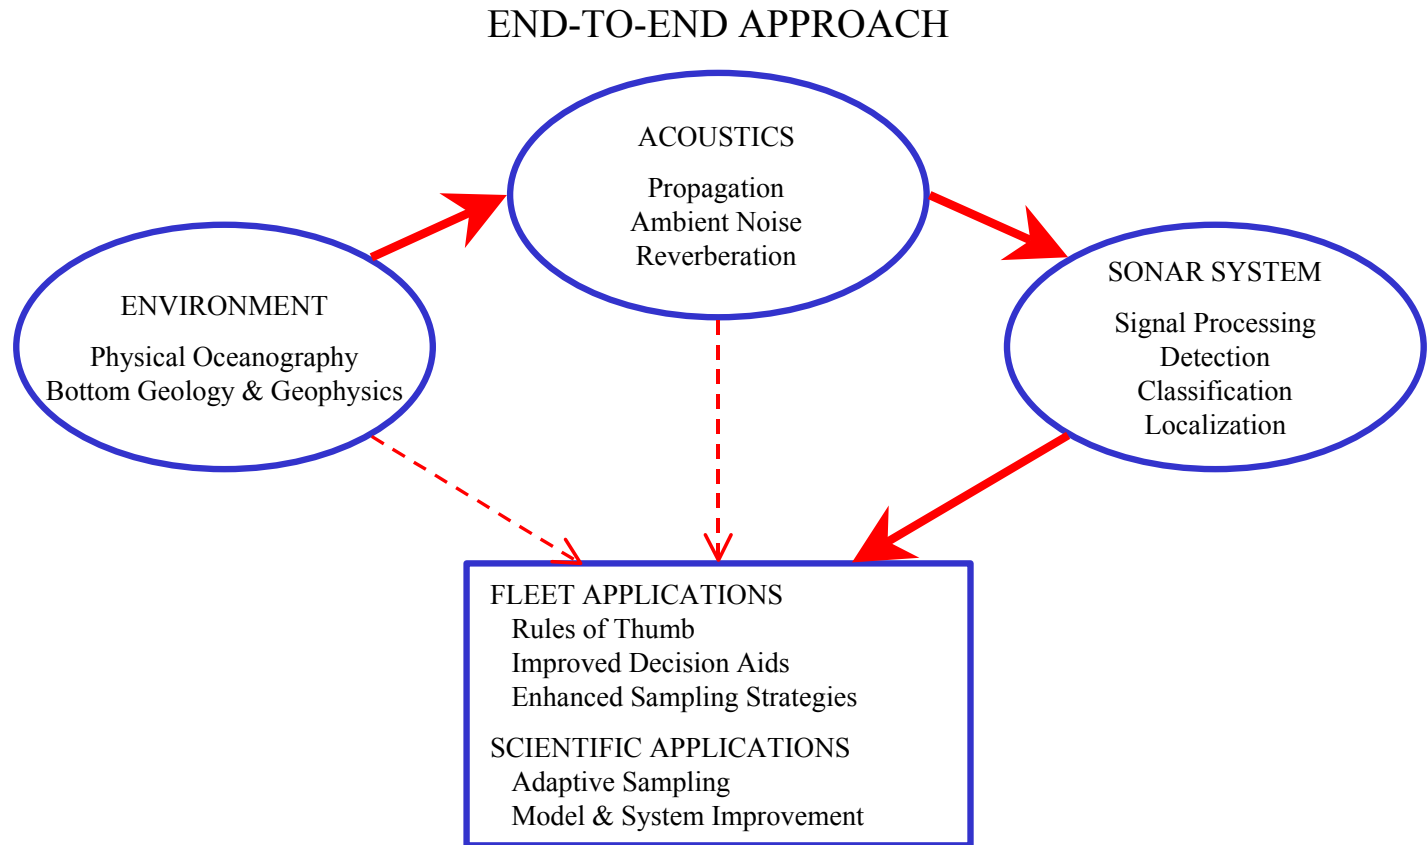 END-TO-END APPROACH
ACOUSTICS
Propagation
Ambient Noise
Reverberation
ENVIRONMENT
Physical Oceanography
Bottom Geology & Geophysics
SONAR SYSTEM
Signal Processing
Detection
Classification
Localization
FLEET APPLICATIONS
Rules of Thumb
Improved Decision Aids
Enhanced Sampling Strategies
SCIENTIFIC APPLICATIONS
Adaptive Sampling
Model & System Improvement